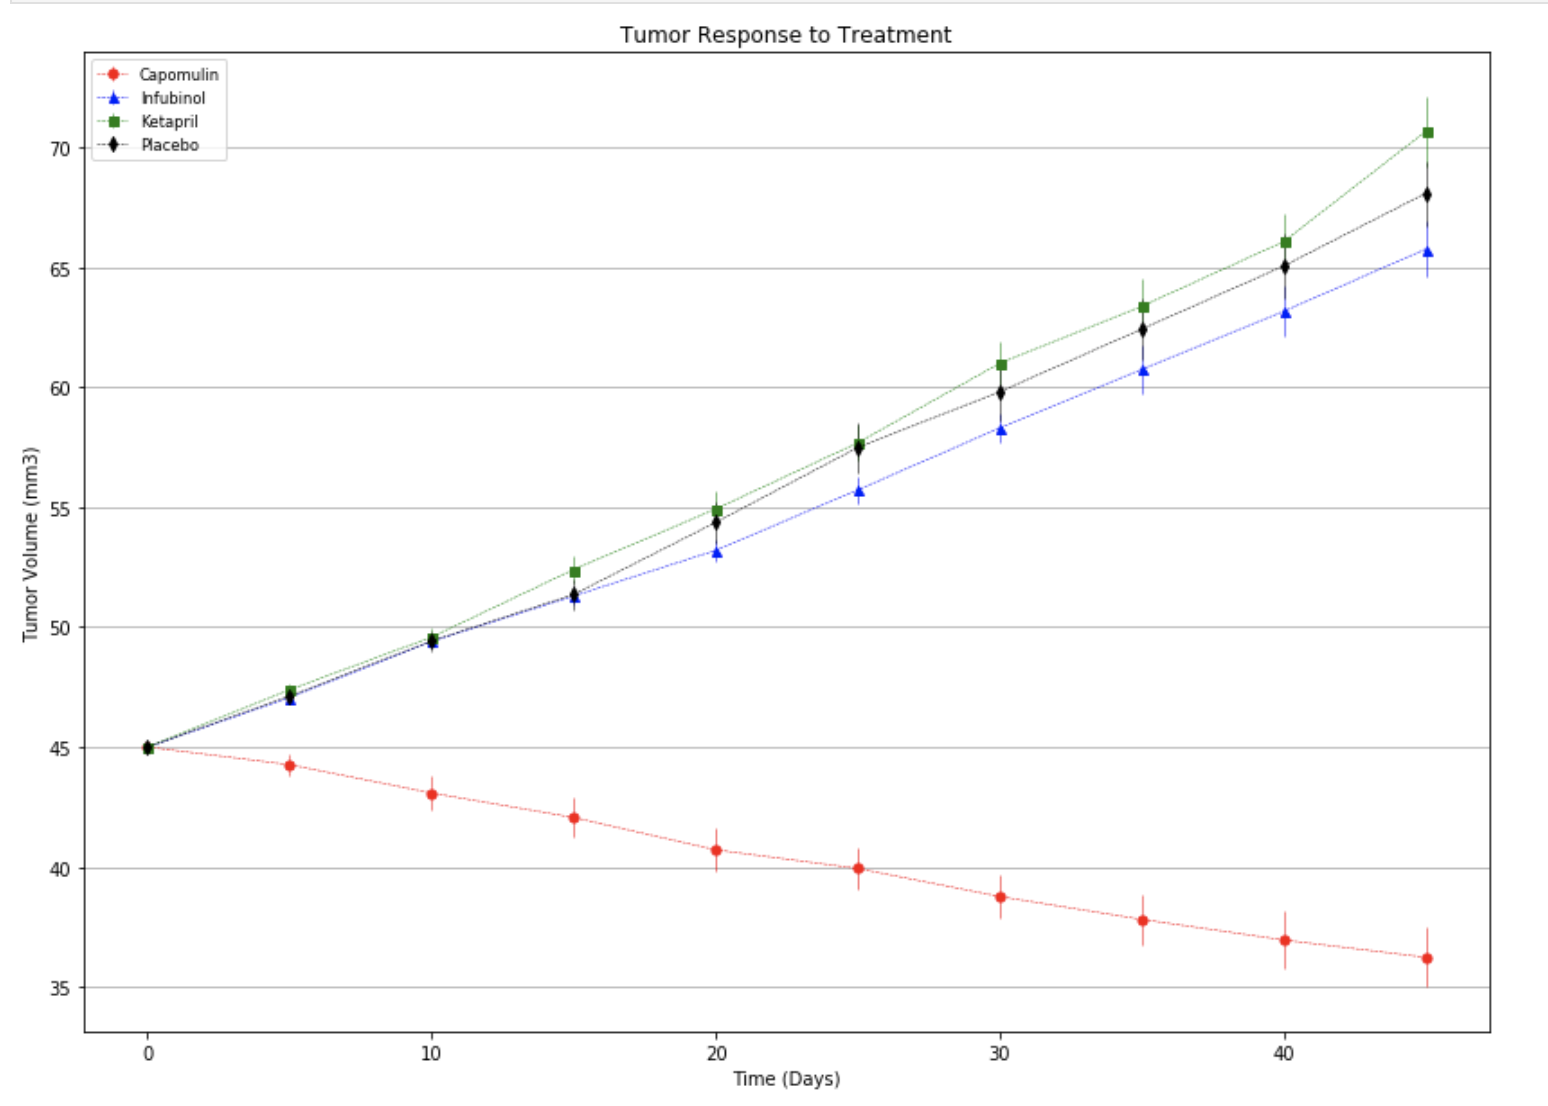 Tumor Response to Treatment
Capomulin
Infubinol
Ketapril
Placebo
70
65
60
55
50
45
40
35
Tumor Volume (mm3)
0 10 20 30 40
Time (Days)